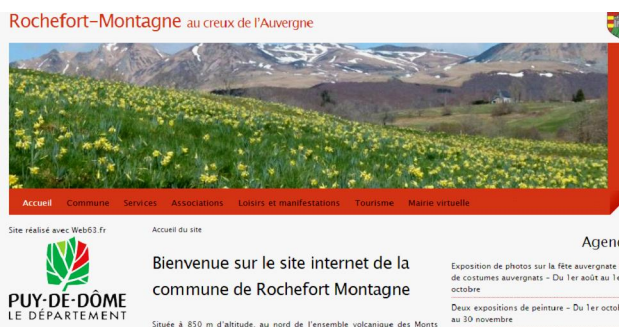 Rochefort-Montagne au creux de l'Auvergne
Accueil Commune Services Associations Loisirs et manifestations Tourisme Mairie virtuelle
Site réalisé avec Web63.fr
PUY-DE-DÔME
LE DÉPARTEMENT
Accueil du site
Bienvenue sur le site internet de la
commune de Rochefort Montagne
Située à 850 m d'altitude, au nord de l'ensemble volcanique des Monts
Agen
Exposition de photos sur la fête auvergnate
de costumes auvergnats - Du 1er août au 1e
octobre
Deux expositions de peinture - Du 1er octob
au 30 novembre